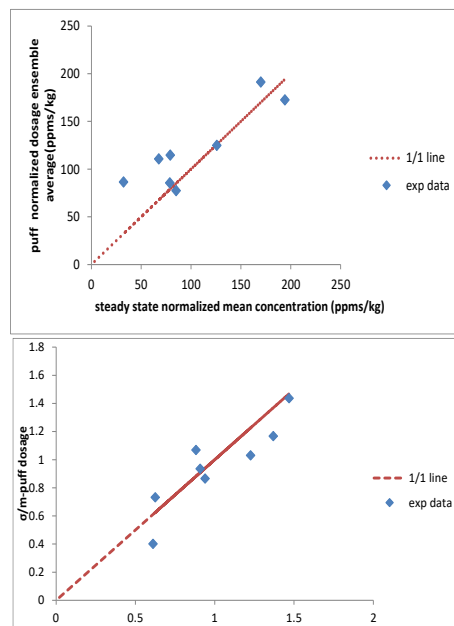 250
200
150
100
50
0
puff normalized dosage ensemble
average(ppms/kg)
0 50 100 150 200 250
steady state normalized mean concentration (ppms/kg)
1/1 line
exp data
1.8
1.6
1.4
1.2
1
0.8
0.6
0.4
0.2
0
σ/m-puff dosage
0 0.5 1 1.5 2
1/1 line
exp data